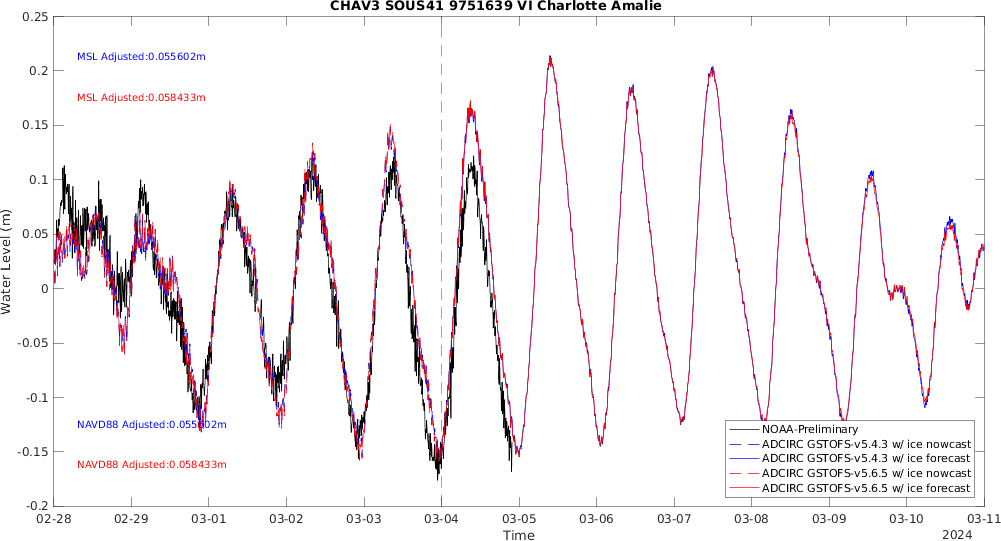 CHAV3 SOUS41 9751639 VI Charlotte Amalie
0.25
0.2
0.15
0.1
0.05
0
-0.05
-0.1
-0.15
-0.2
Water Level (m)
MSL Adjusted:0.055602m
MSL Adjusted:0.058433m
NAVD88 Adjusted:0.055602m
NAVD88 Adjusted:0.058433m
NOAA-Preliminary
ADCIRC GSTOFS-v5.4.3 w/ ice nowcast
ADCIRC GSTOFS-v5.4.3 w/ ice forecast
ADCIRC GSTOFS-v5.6.5 w/ ice nowcast
ADCIRC GSTOFS-v5.6.5 w/ ice forecast
02-28 02-29 03-01 03-02 03-03 03-04 03-05 03-06 03-07 03-08 03-09 03-10 03-11
Time
2024